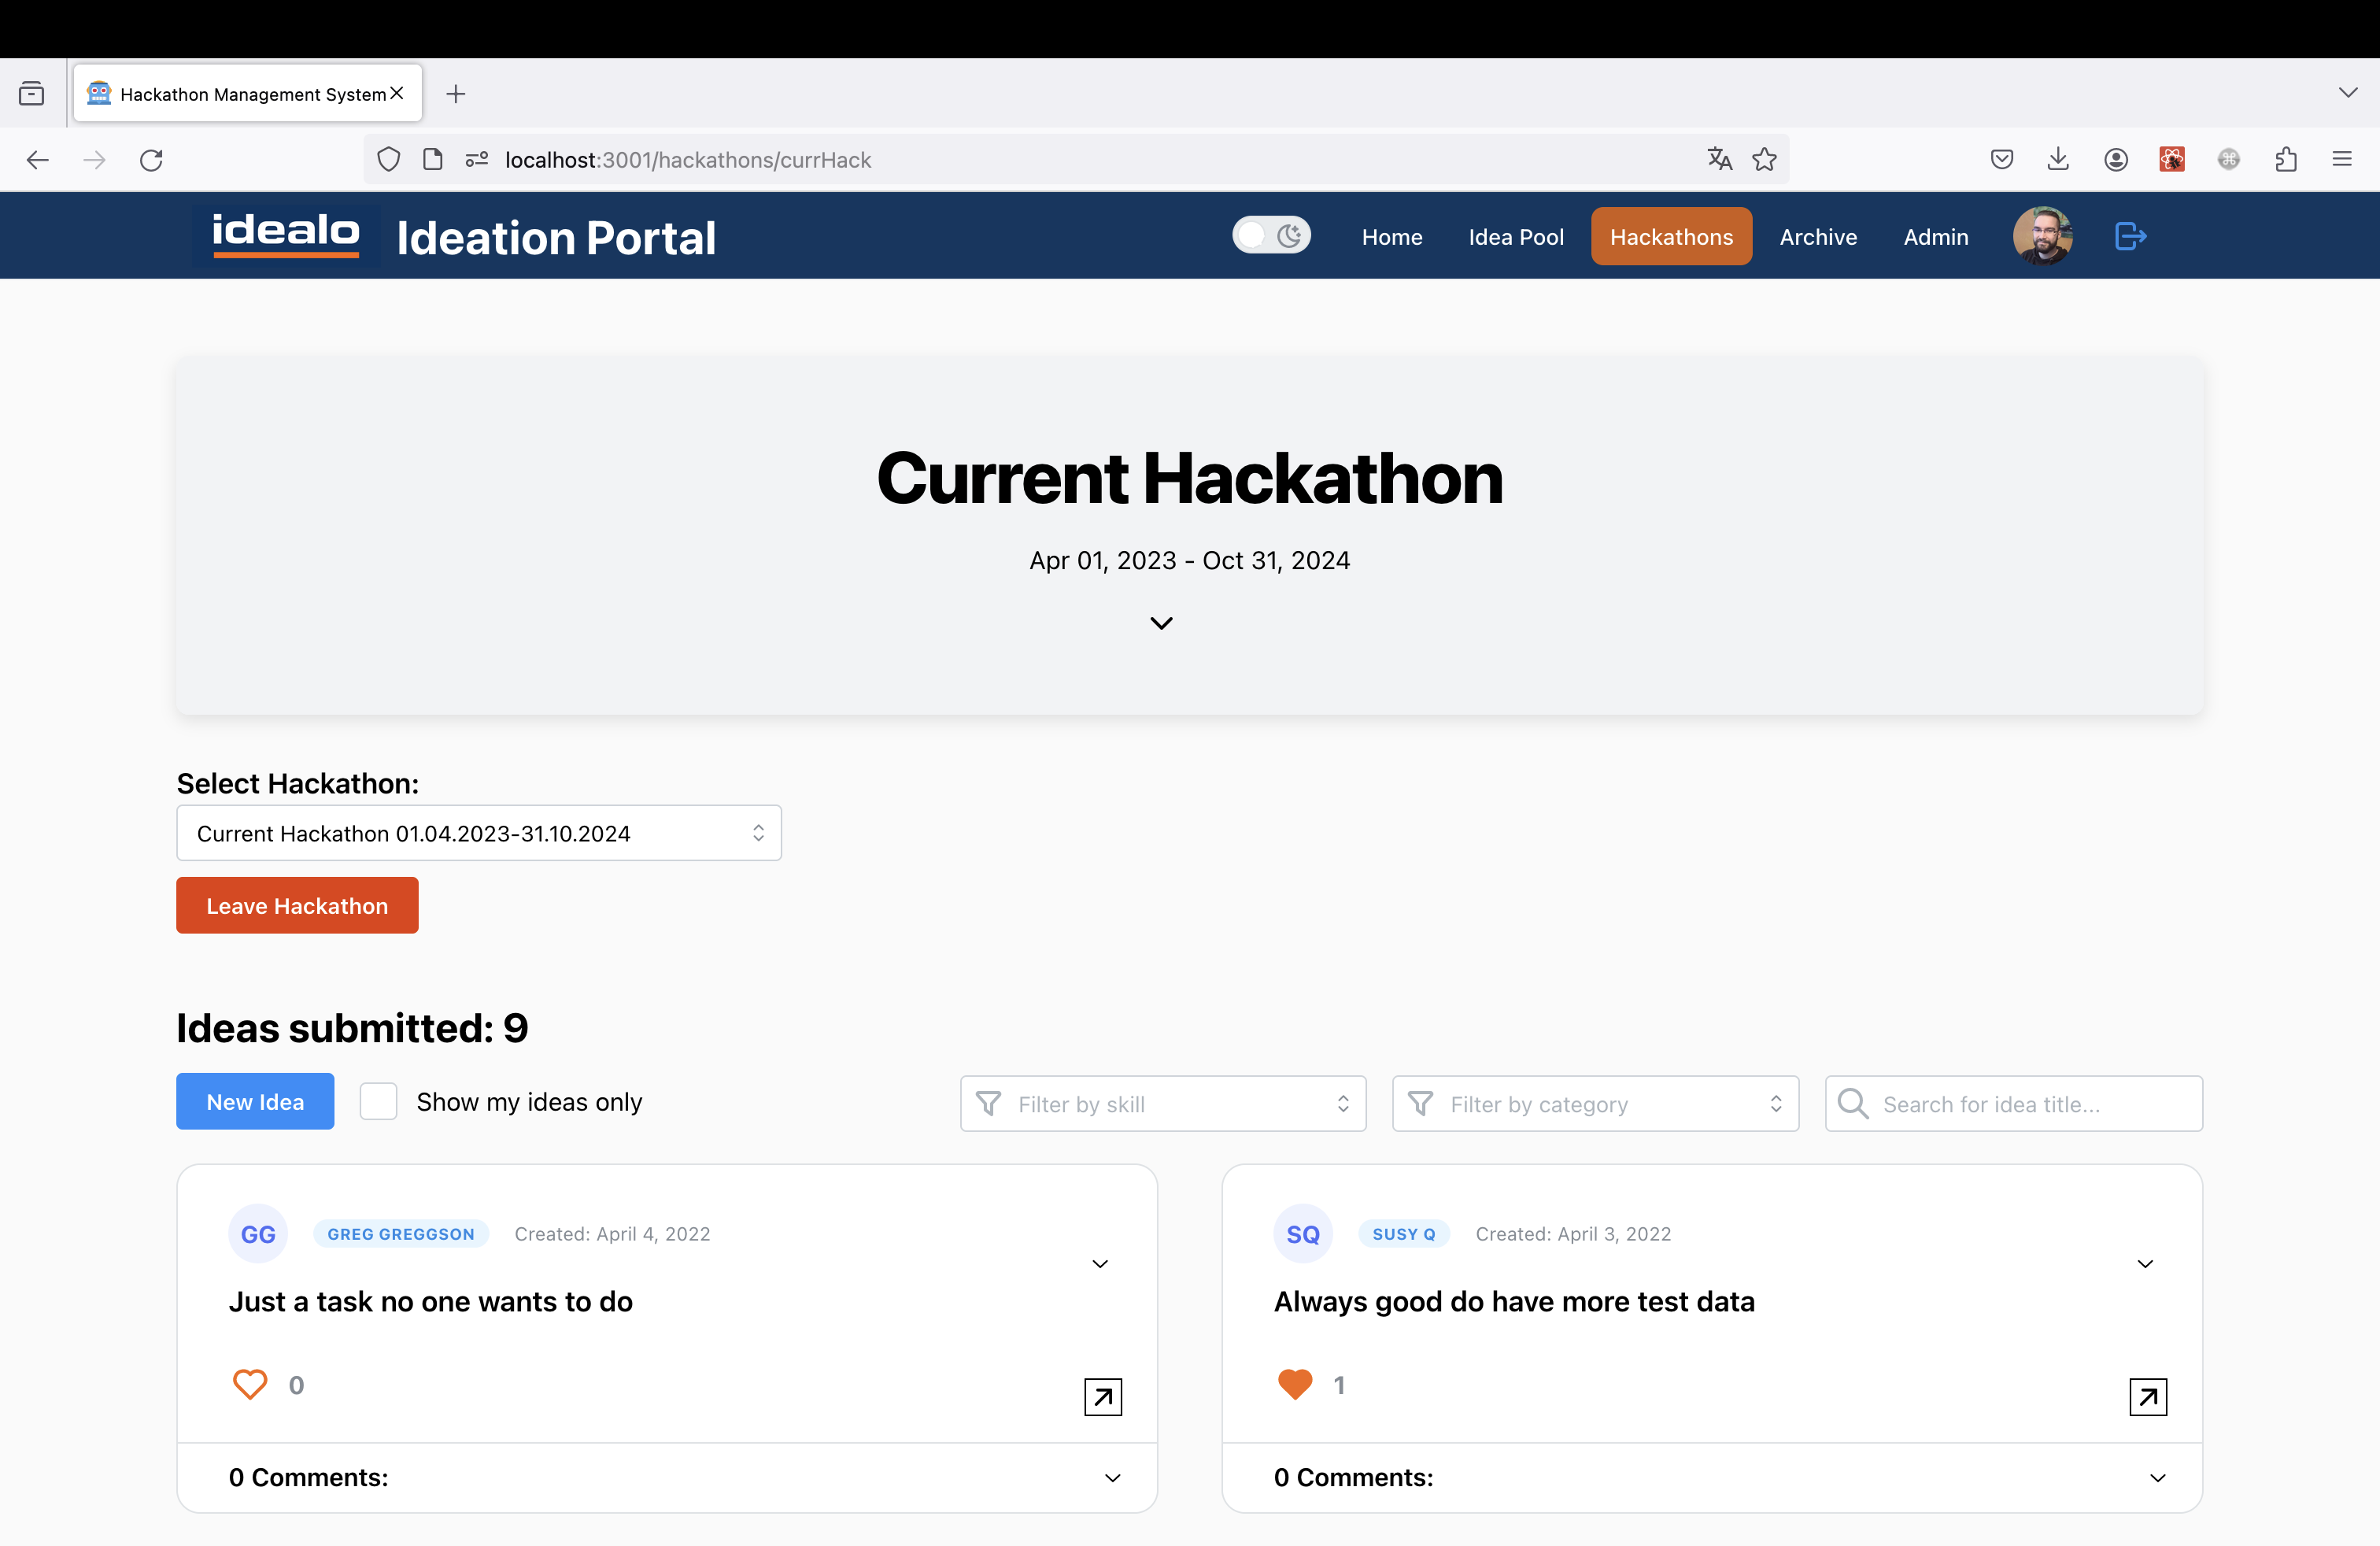 Hackathon Management System
localhost:3001/hackathons/currHack
idealo Ideation Portal Home Idea Pool Hackathons Archive Admin
Current Hackathon
Apr 01, 2023 - Oct 31, 2024
Select Hackathon:
Current Hackathon 01.04.2023-31.10.2024
Leave Hackathon
Ideas submitted: 9
New Idea Show my ideas only Filter by skill Filter by category Search for idea title...
GG GREG GREGGSON Created: April 4, 2022
Just a task no one wants to do
0
0 Comments:
SQ SUSY Q Created: April 3, 2022
Always good do have more test data
1
0 Comments: